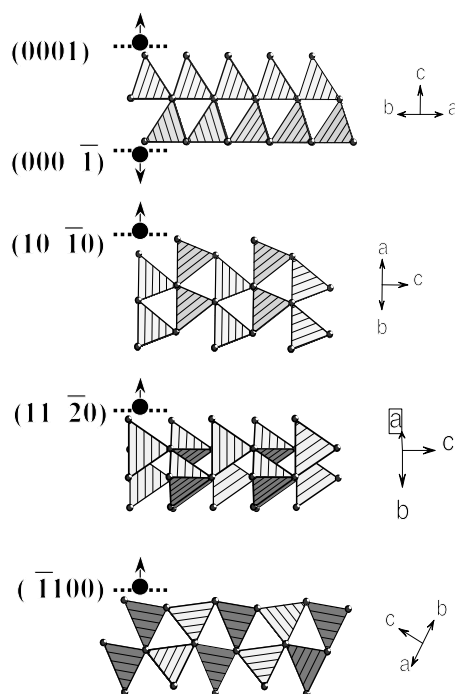 (0001)
c
b a
(000 1̅)
(10 1̅0)
a
c
b
(11 2̅0)
a
c
b
(1̅100)
b
c
a